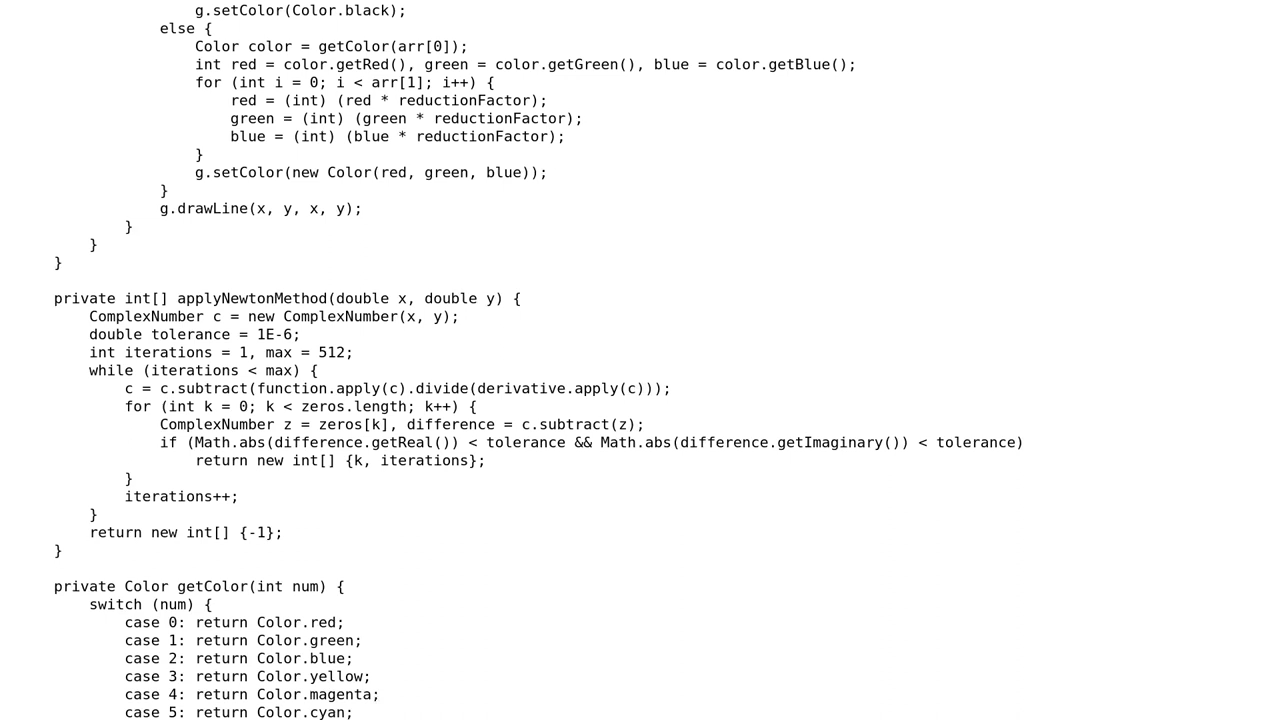 g.setColor(Color.black);
            else {
                Color color = getColor(arr[0]);
                int red = color.getRed(), green = color.getGreen(), blue = color.getBlue();
                for (int i = 0; i < arr[1]; i++) {
                    red = (int) (red * reductionFactor);
                    green = (int) (green * reductionFactor);
                    blue = (int) (blue * reductionFactor);
                }
                g.setColor(new Color(red, green, blue));
            }
            g.drawLine(x, y, x, y);
        }
    }
}

private int[] applyNewtonMethod(double x, double y) {
    ComplexNumber c = new ComplexNumber(x, y);
    double tolerance = 1E-6;
    int iterations = 1, max = 512;
    while (iterations < max) {
        c = c.subtract(function.apply(c).divide(derivative.apply(c)));
        for (int k = 0; k < zeros.length; k++) {
            ComplexNumber z = zeros[k], difference = c.subtract(z);
            if (Math.abs(difference.getReal()) < tolerance && Math.abs(difference.getImaginary()) < tolerance)
                return new int[] {k, iterations};
        }
        iterations++;
    }
    return new int[] {-1};
}

private Color getColor(int num) {
    switch (num) {
        case 0: return Color.red;
        case 1: return Color.green;
        case 2: return Color.blue;
        case 3: return Color.yellow;
        case 4: return Color.magenta;
        case 5: return Color.cyan;